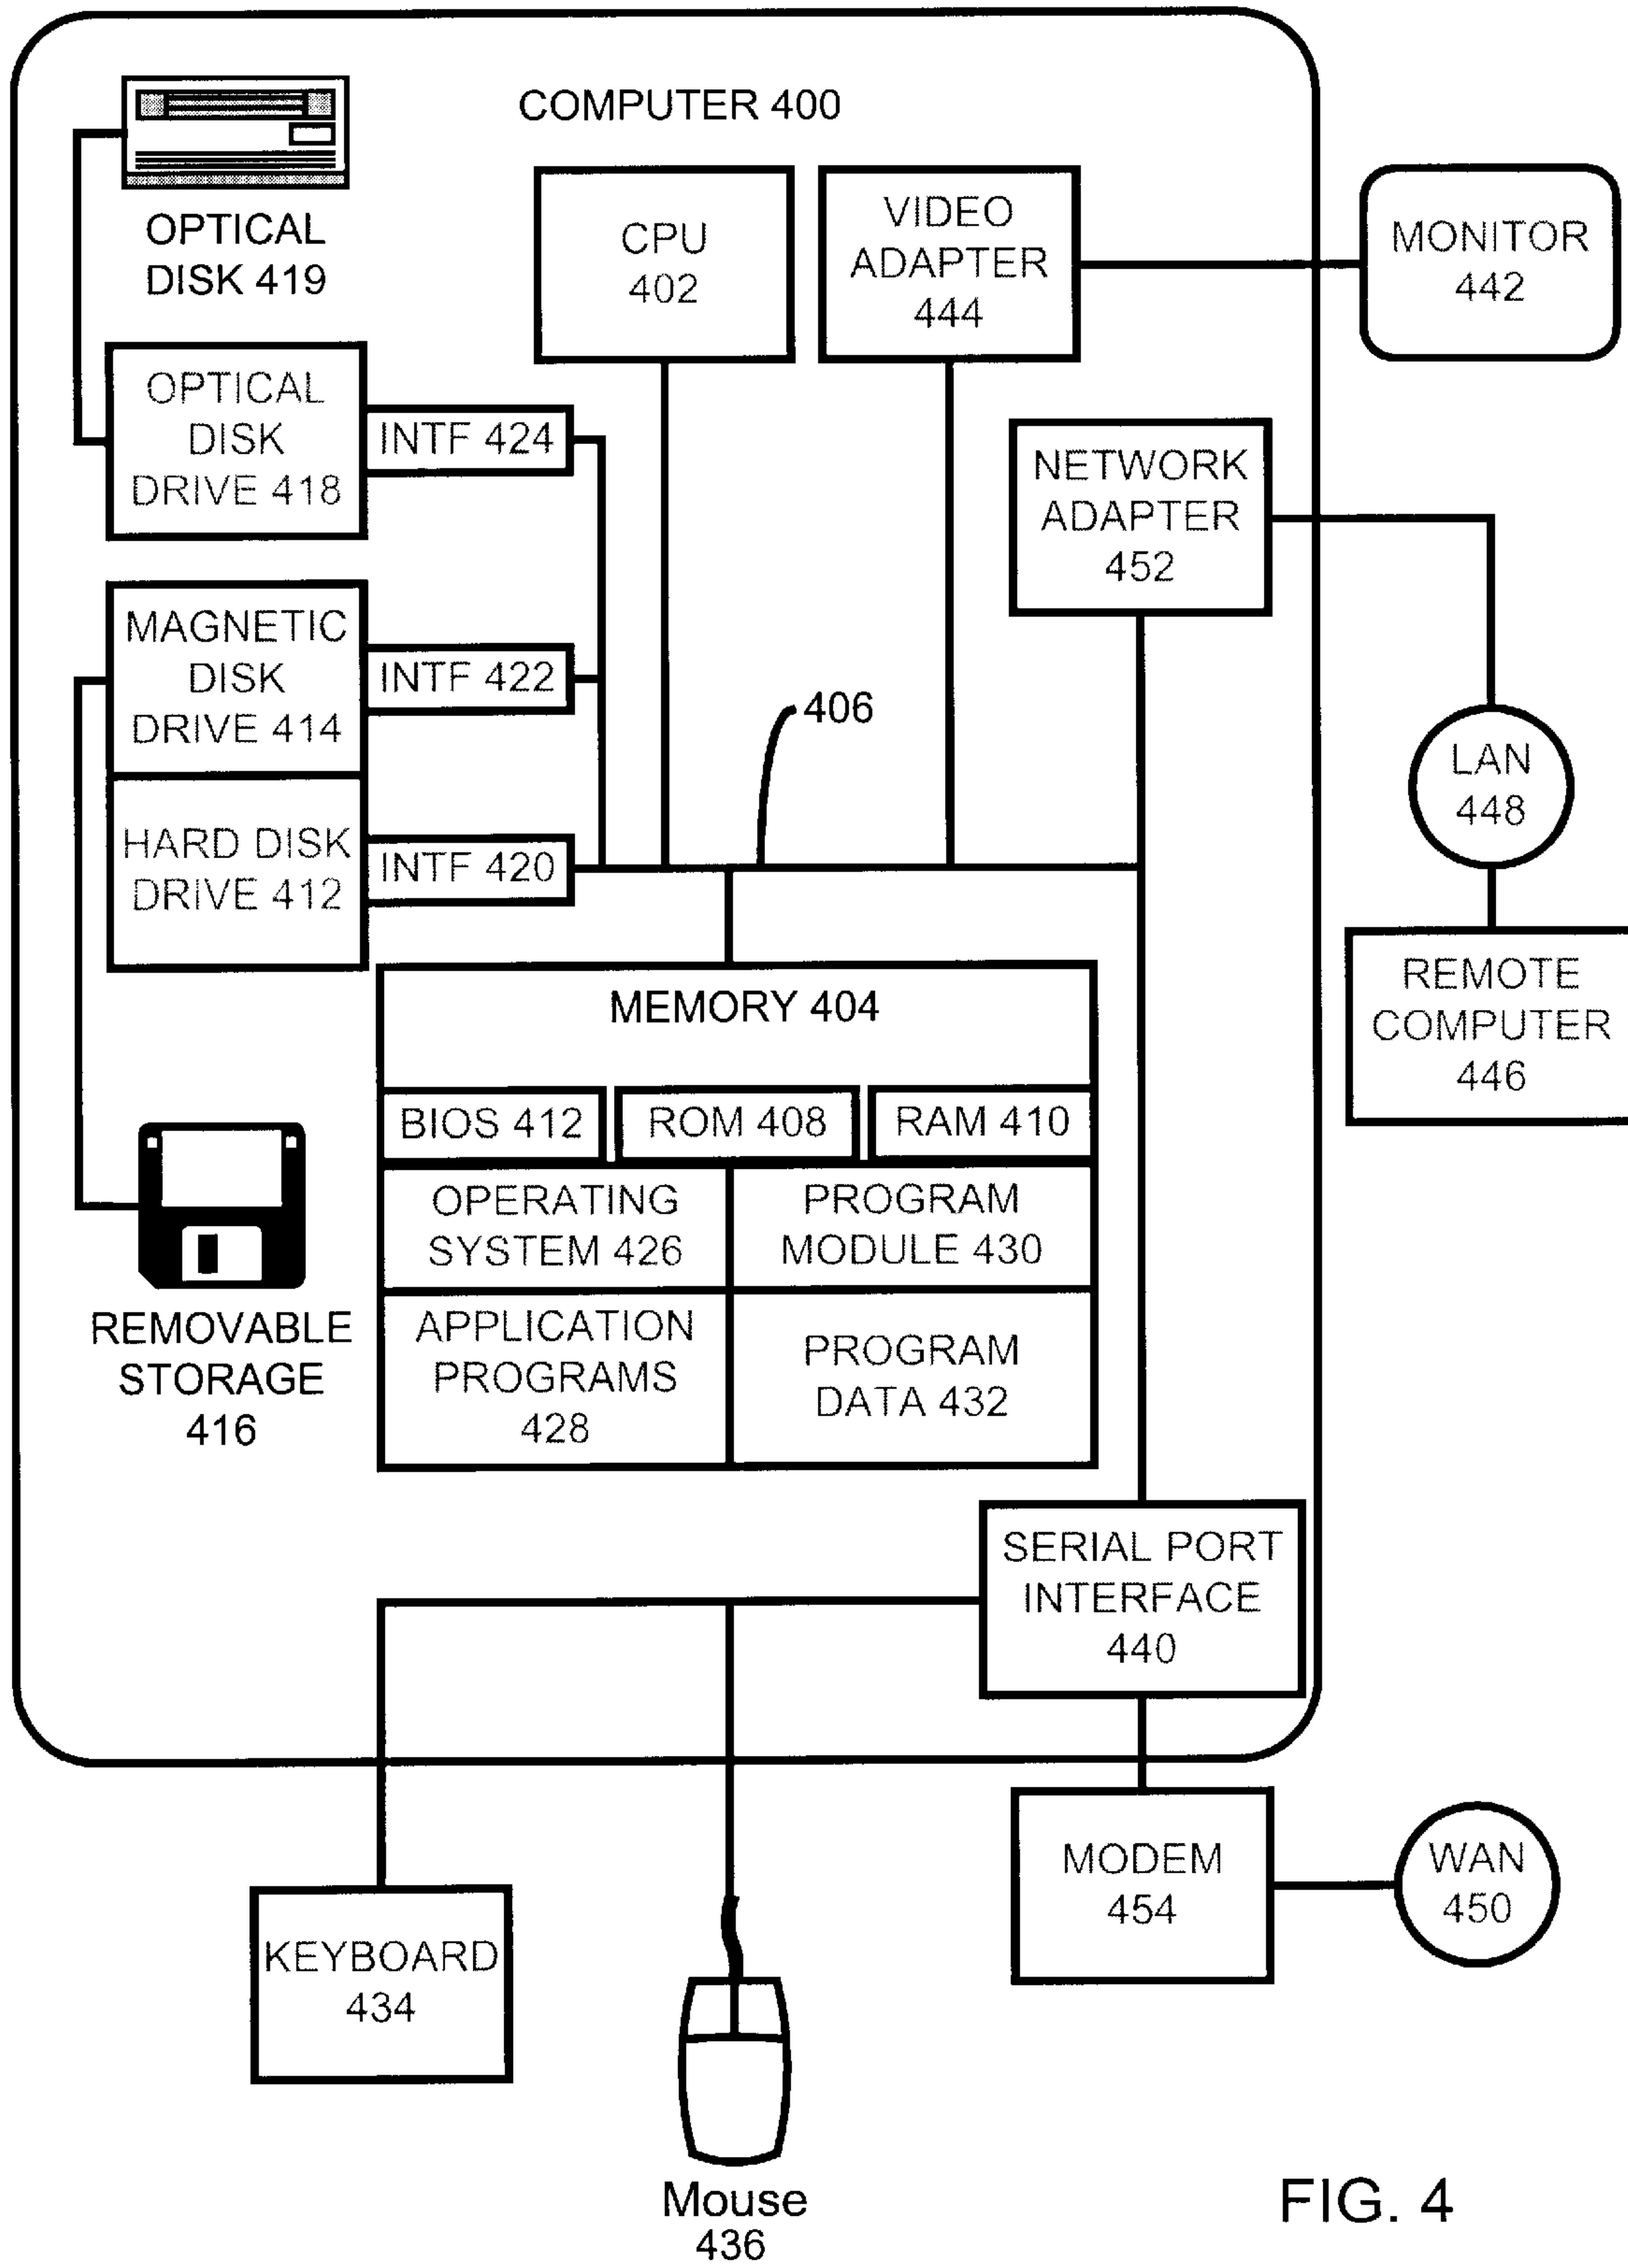 COMPUTER 400
OPTICAL
DISK 419
CPU
402
VIDEO
ADAPTER
444
MONITOR
442
OPTICAL
DISK
DRIVE 418
INTF 424
NETWORK
ADAPTER
452
MAGNETIC
DISK
DRIVE 414
INTF 422
406
LAN
448
HARD DISK
DRIVE 412
INTF 420
REMOTE
COMPUTER
446
MEMORY 404
BIOS 412
ROM 408
RAM 410
OPERATING
SYSTEM 426
PROGRAM
MODULE 430
REMOVABLE
STORAGE
416
APPLICATION
PROGRAMS
428
PROGRAM
DATA 432
SERIAL PORT
INTERFACE
440
MODEM
454
WAN
450
KEYBOARD
434
Mouse
436
FIG. 4